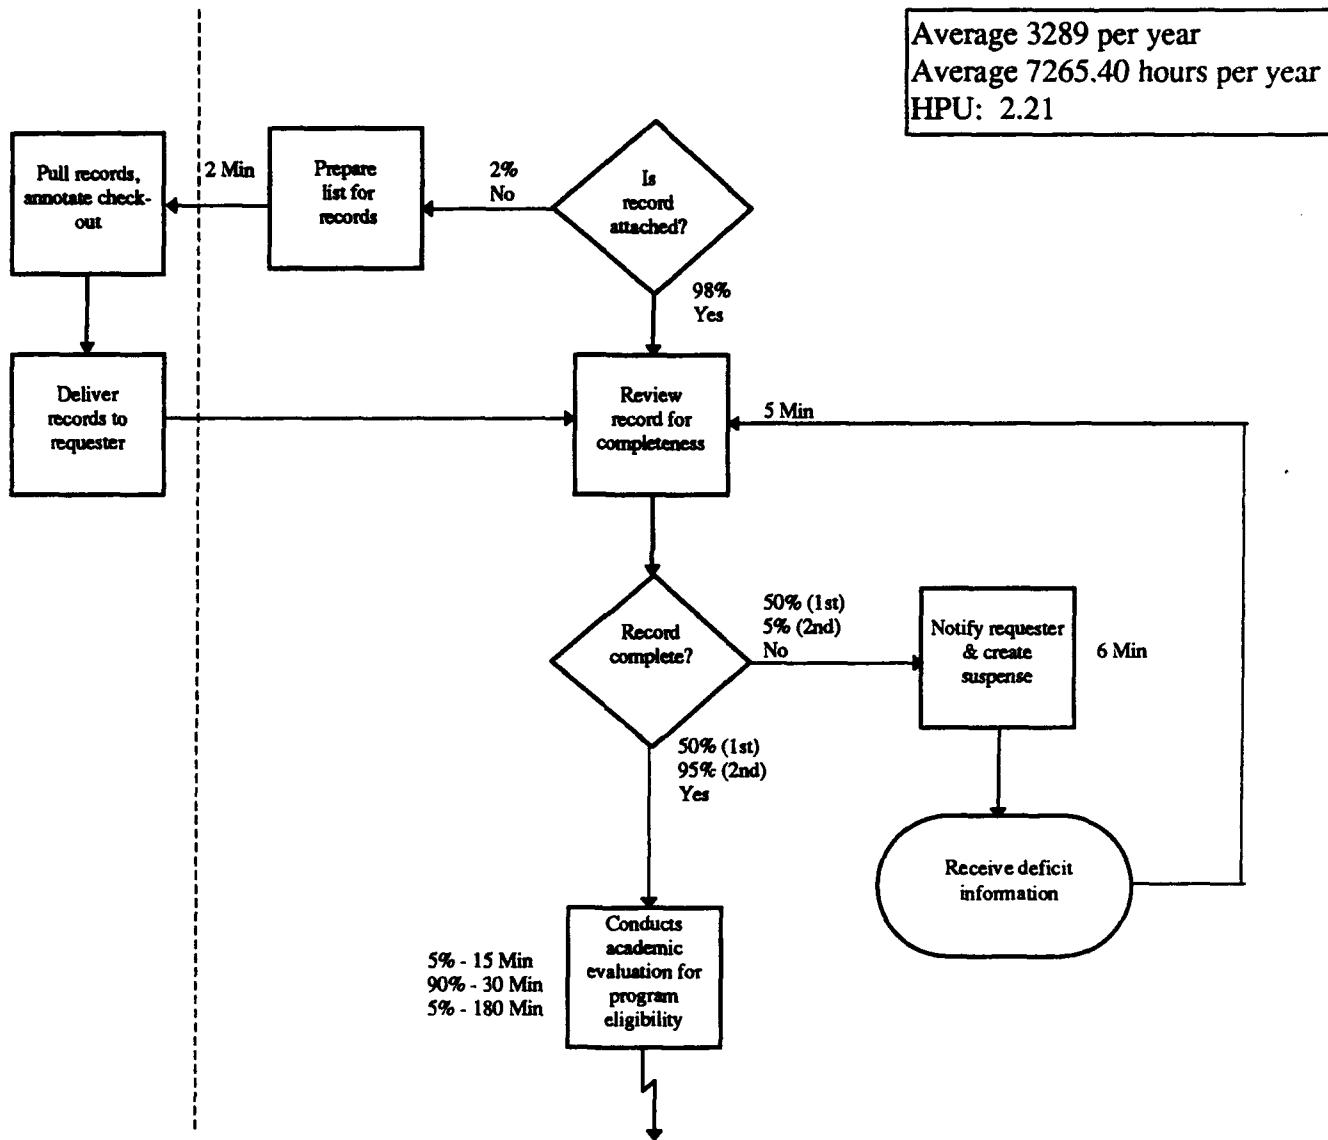 Average 3289 per year
Average 7265.40 hours per year
HPU: 2.21
Pull records,
annotate check-
out
2 Min
Prepare
list for
records
2%
No
Is
record
attached?
98%
Yes
Deliver
records to
requester
Review
record for
completeness
5 Min
Record
complete?
50% (1st)
5% (2nd)
No
Notify requester
& create
suspense
6 Min
50% (1st)
95% (2nd)
Yes
Receive deficit
information
5% - 15 Min
90% - 30 Min
5% - 180 Min
Conducts
academic
evaluation for
program
eligibility